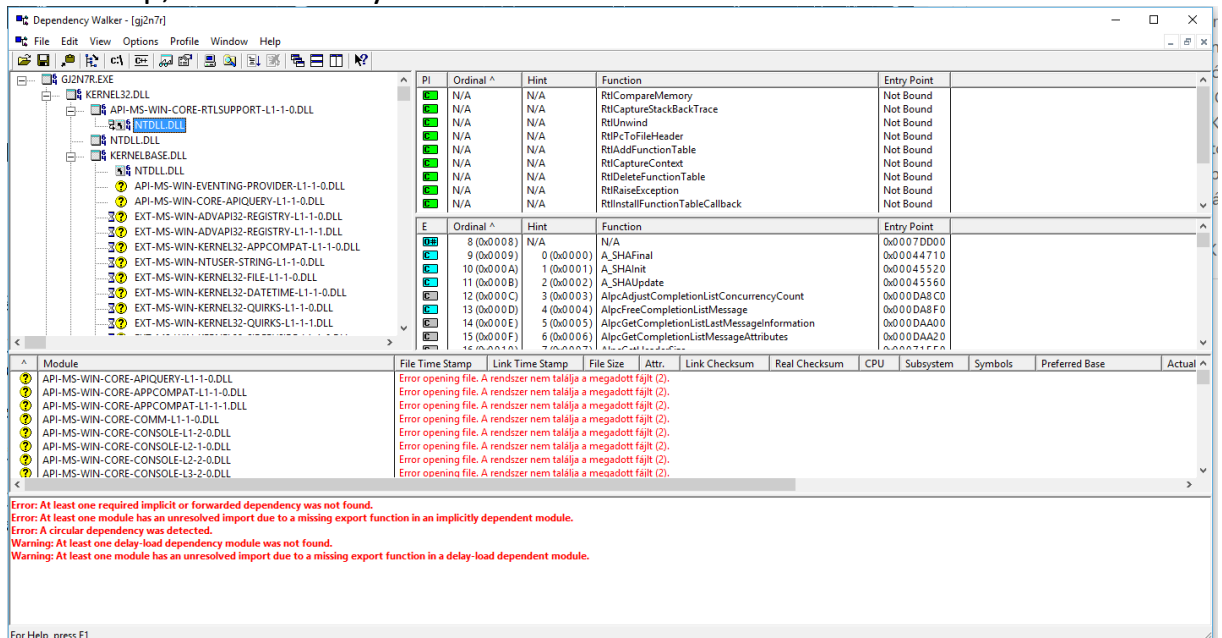 Dependency Walker - [gj2n7r]
File Edit View Options Profile Window Help
GJ2N7R.EXE
KERNEL32.DLL
API-MS-WIN-CORE-RTLSUPPORT-L1-1-0.DLL
NTDLL.DLL
NTDLL.DLL
KERNELBASE.DLL
NTDLL.DLL
API-MS-WIN-EVENTING-PROVIDER-L1-1-0.DLL
API-MS-WIN-CORE-APIQUERY-L1-1-0.DLL
EXT-MS-WIN-ADVAPI32-REGISTRY-L1-1-0.DLL
EXT-MS-WIN-ADVAPI32-REGISTRY-L1-1-1.DLL
EXT-MS-WIN-KERNEL32-APPCOMPAT-L1-1-0.DLL
EXT-MS-WIN-NTUSER-STRING-L1-1-0.DLL
EXT-MS-WIN-KERNEL32-FILE-L1-1-0.DLL
EXT-MS-WIN-KERNEL32-DATETIME-L1-1-0.DLL
EXT-MS-WIN-KERNEL32-QUIRKS-L1-1-0.DLL
EXT-MS-WIN-KERNEL32-QUIRKS-L1-1-1.DLL
PI Ordinal ^ Hint Function Entry Point
C N/A N/A RtlCompareMemory Not Bound
C N/A N/A RtlCaptureStackBackTrace Not Bound
C N/A N/A RtlUnwind Not Bound
C N/A N/A RtlPcToFileHeader Not Bound
C N/A N/A RtlAddFunctionTable Not Bound
C N/A N/A RtlCaptureContext Not Bound
C N/A N/A RtlDeleteFunctionTable Not Bound
C N/A N/A RtlRaiseException Not Bound
C N/A N/A RtlInstallFunctionTableCallback Not Bound
E Ordinal ^ Hint Function Entry Point
O# 8 (0x0008) N/A N/A 0x0007DD00
C 9 (0x0009) 0 (0x0000) A_SHAFinal 0x00044710
C 10 (0x000A) 1 (0x0001) A_SHAInit 0x00045520
C 11 (0x000B) 2 (0x0002) A_SHAUpdate 0x00045560
C 12 (0x000C) 3 (0x0003) AlpcAdjustCompletionListConcurrencyCount 0x000DA8C0
C 13 (0x000D) 4 (0x0004) AlpcFreeCompletionListMessage 0x000DA8F0
C 14 (0x000E) 5 (0x0005) AlpcGetCompletionListLastMessageInformation 0x000DAA00
C 15 (0x000F) 6 (0x0006) AlpcGetCompletionListMessageAttributes 0x000DAA20
^ Module File Time Stamp Link Time Stamp File Size Attr. Link Checksum Real Checksum CPU Subsystem Symbols Preferred Base Actual
API-MS-WIN-CORE-APIQUERY-L1-1-0.DLL Error opening file. A rendszer nem találja a megadott fájlt (2).
API-MS-WIN-CORE-APPCOMPAT-L1-1-0.DLL Error opening file. A rendszer nem találja a megadott fájlt (2).
API-MS-WIN-CORE-APPCOMPAT-L1-1-1.DLL Error opening file. A rendszer nem találja a megadott fájlt (2).
API-MS-WIN-CORE-COMM-L1-1-0.DLL Error opening file. A rendszer nem találja a megadott fájlt (2).
API-MS-WIN-CORE-CONSOLE-L1-2-0.DLL Error opening file. A rendszer nem találja a megadott fájlt (2).
API-MS-WIN-CORE-CONSOLE-L2-1-0.DLL Error opening file. A rendszer nem találja a megadott fájlt (2).
API-MS-WIN-CORE-CONSOLE-L2-2-0.DLL Error opening file. A rendszer nem találja a megadott fájlt (2).
API-MS-WIN-CORE-CONSOLE-L3-2-0.DLL Error opening file. A rendszer nem találja a megadott fájlt (2).
Error: At least one required implicit or forwarded dependency was not found.
Error: At least one module has an unresolved import due to a missing export function in an implicitly dependent module.
Error: A circular dependency was detected.
Warning: At least one delay-load dependency module was not found.
Warning: At least one module has an unresolved import due to a missing export function in a delay-load dependent module.
For Help, press F1